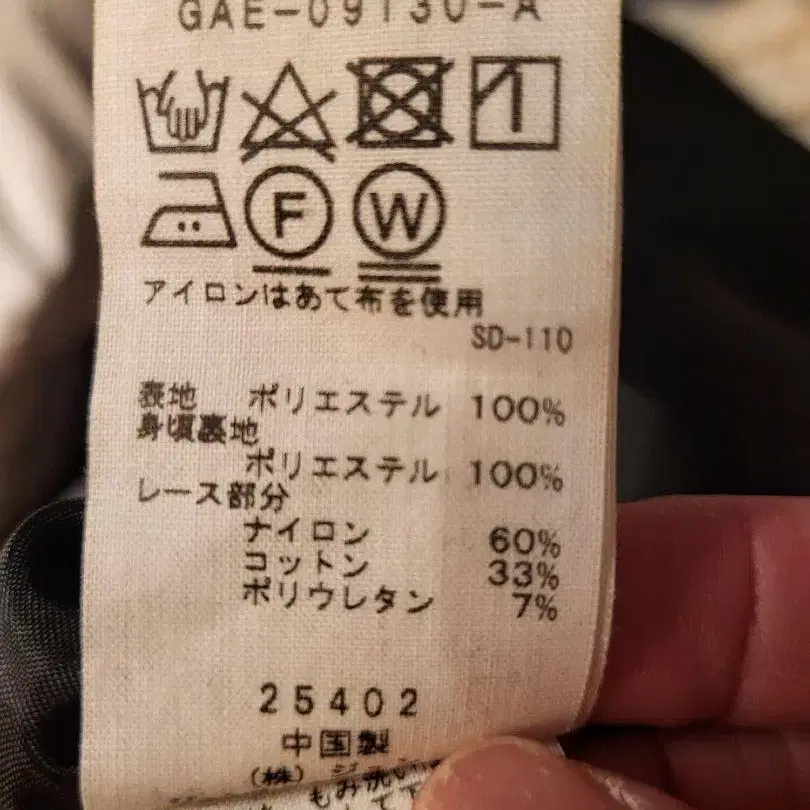 GAE-09130-A
F W
アイロンはあて布を使用
SD-110
表地 ポリエステル 100%
身頃裏地
ポリエステル 100%
レース部分
ナイロン 60%
コットン 33%
ポリウレタン 7%
25402
中国製
(株)